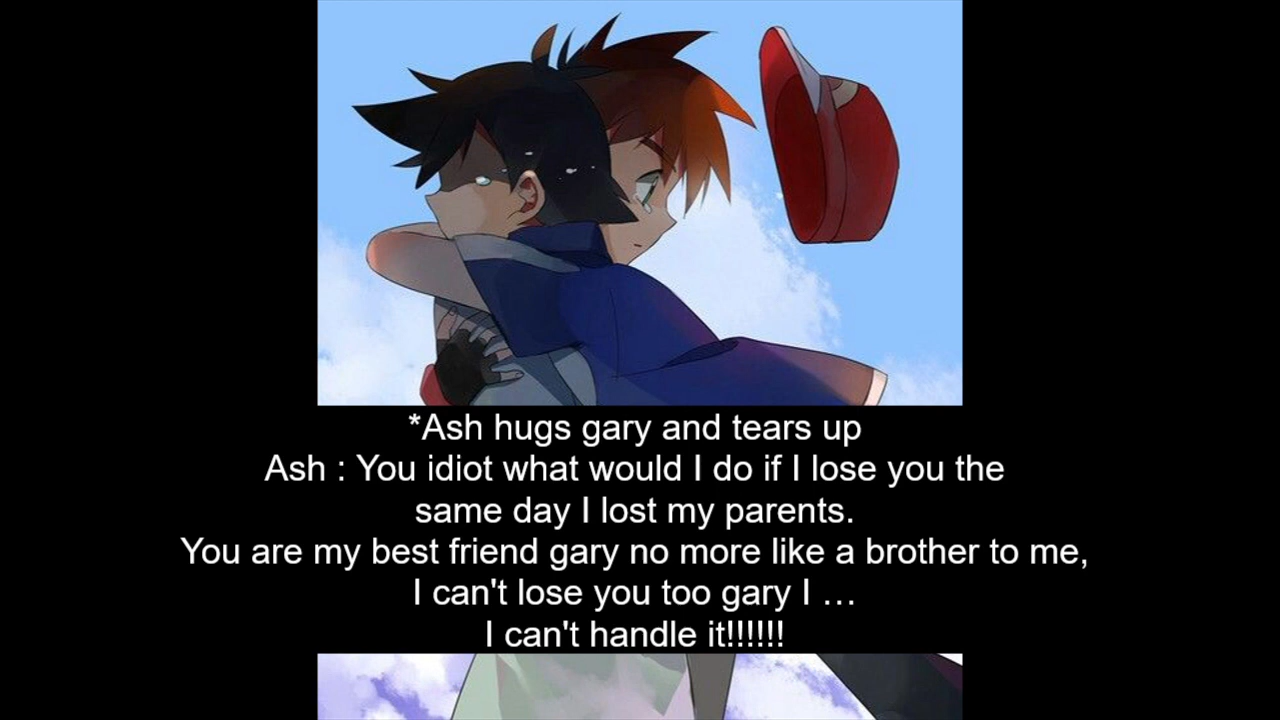 *Ash hugs gary and tears up
Ash : You idiot what would I do if I lose you the
same day I lost my parents.
You are my best friend gary no more like a brother to me,
I can't lose you too gary I …
I can't handle it!!!!!!